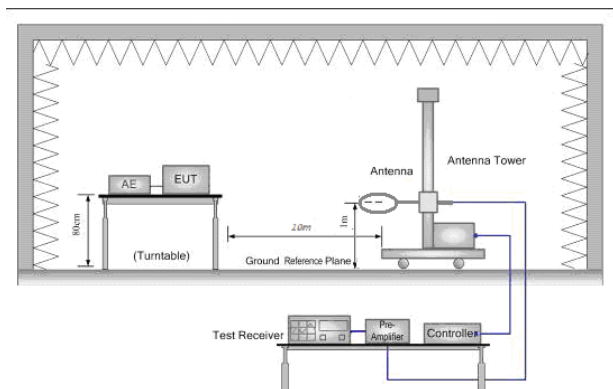 AE
EUT
80cm
(Turntable)
10m
Antenna
Antenna Tower
1m
Ground Reference Plane
Test Receiver
Pre-
Amplifier
Controller